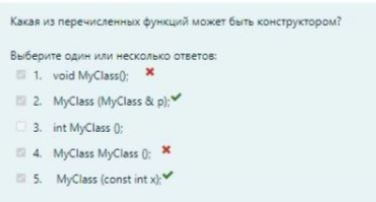 Какая из перечисленных функций может быть конструктором?
Выберите один или несколько ответов:
1. void MyClass();
2. MyClass (MyClass & p);
3. int MyClass ();
4. MyClass MyClass ();
5. MyClass (const int x);